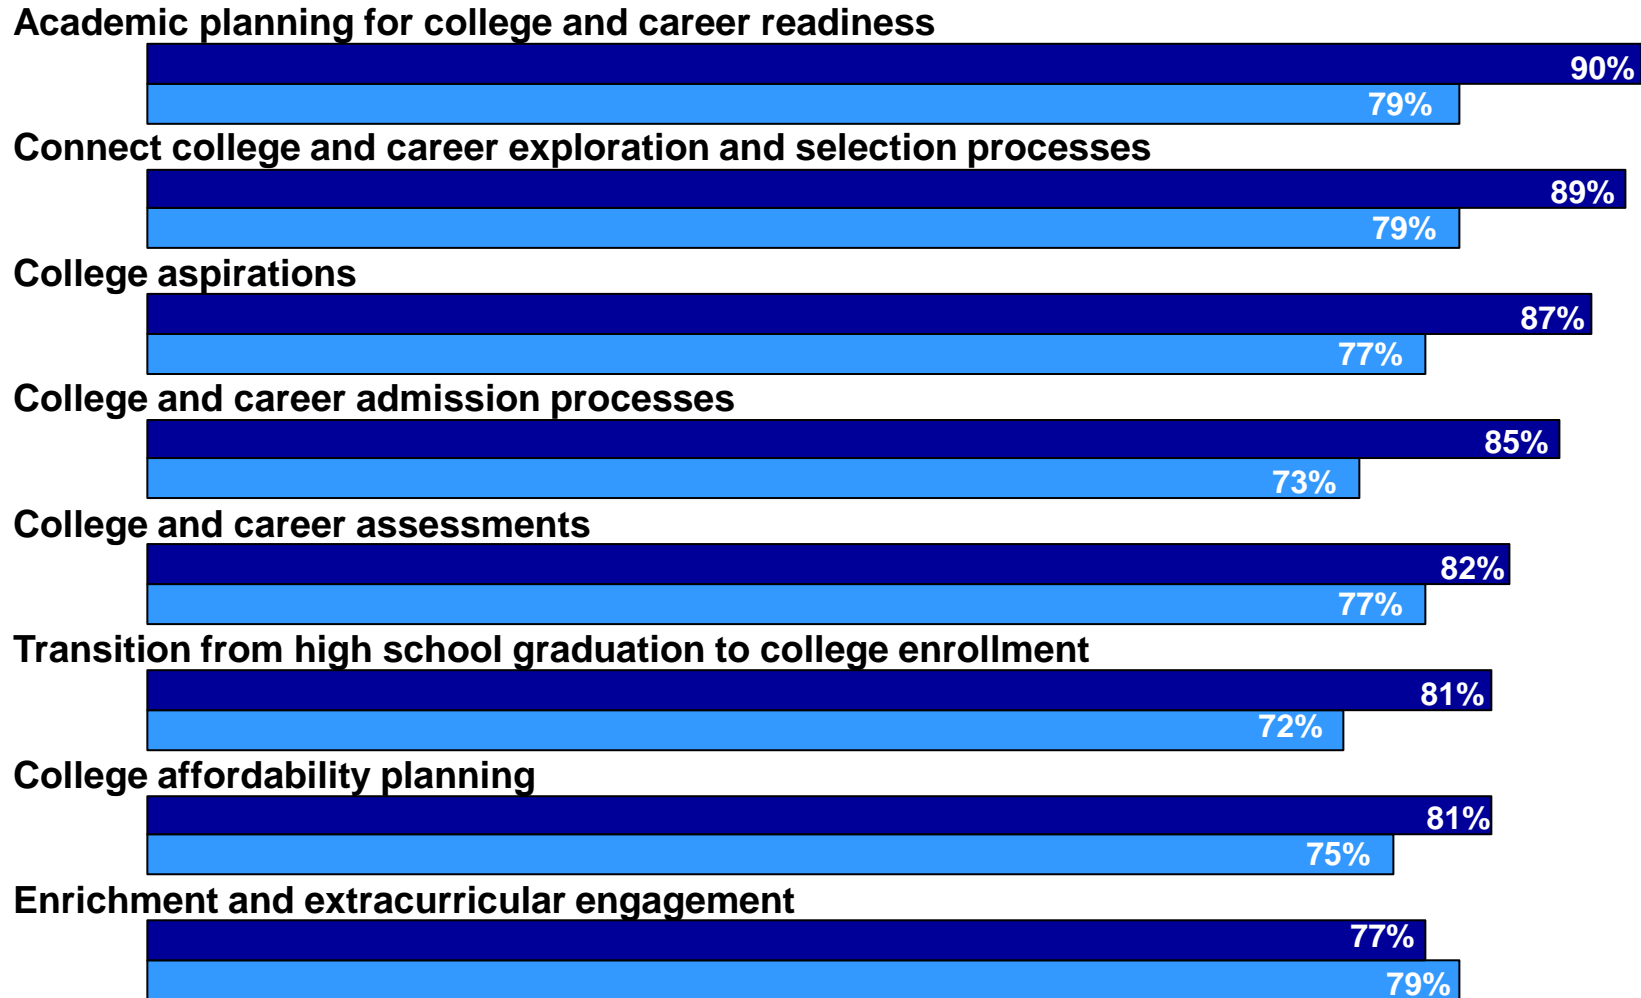 Academic planning for college and career readiness
90%
79%
Connect college and career exploration and selection processes
89%
79%
College aspirations
87%
77%
College and career admission processes
85%
73%
College and career assessments
82%
77%
Transition from high school graduation to college enrollment
81%
72%
College affordability planning
81%
75%
Enrichment and extracurricular engagement
77%
79%